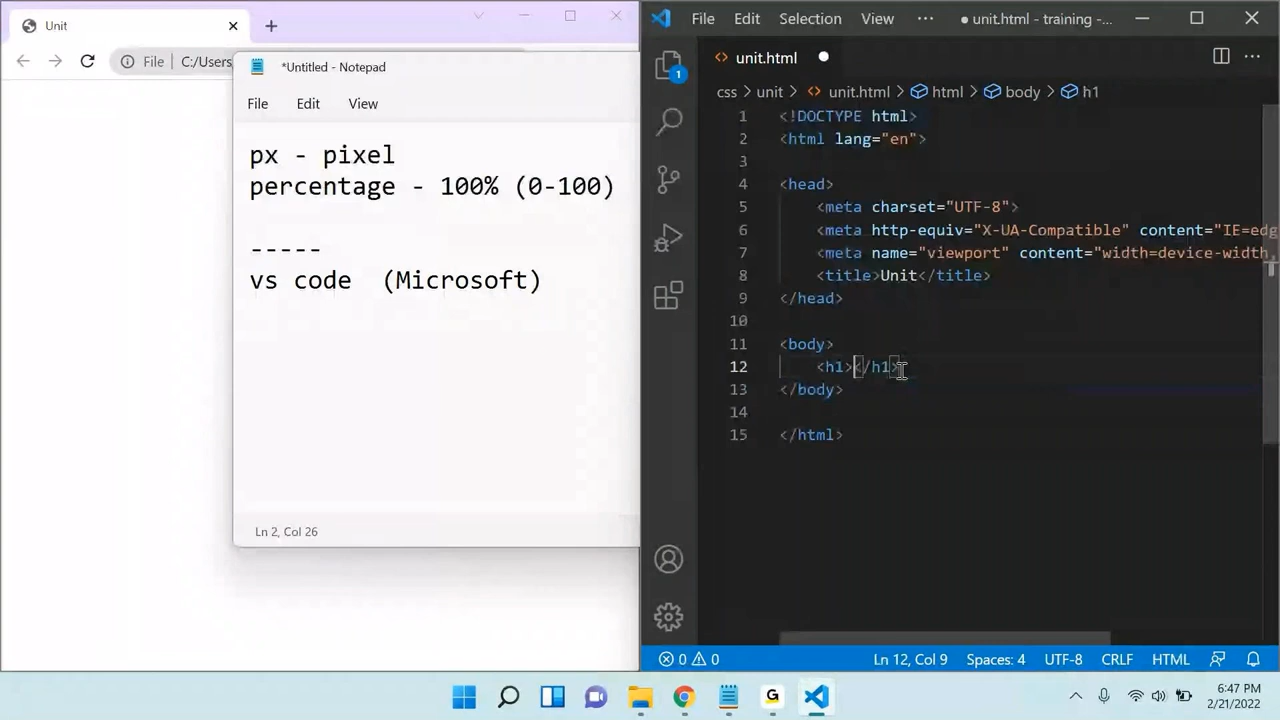 Unit
File
C:/Users
*Untitled - Notepad
File Edit View
px - pixel
percentage - 100% (0-100)
-----
vs code (Microsoft)
Ln 2, Col 26
File Edit Selection View ··· ● unit.html - training -...
1
unit.html ●
css > unit > unit.html > html > body > h1
1 <!DOCTYPE html>
2 <html lang="en">
3
4 <head>
5 <meta charset="UTF-8">
6 <meta http-equiv="X-UA-Compatible" content="IE=edg
7 <meta name="viewport" content="width=device-width,
8 <title>Unit</title>
9 </head>
10
11 <body>
12 <h1></h1>
13 </body>
14
15 </html>
0 0 Ln 12, Col 9 Spaces: 4 UTF-8 CRLF HTML
G
6:47 PM
2/21/2022